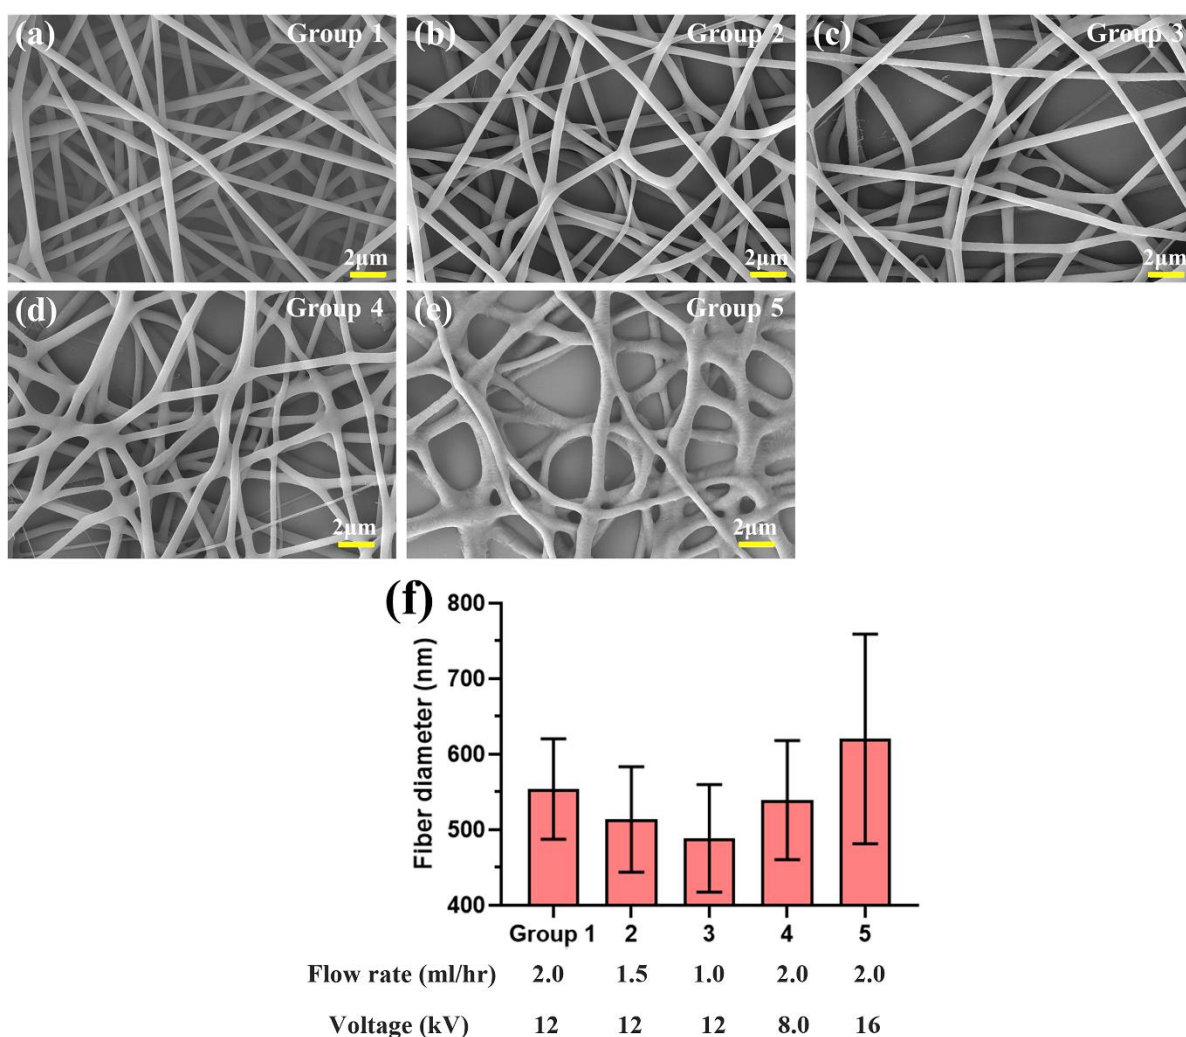 (a) Group 1
(b) Group 2
(c) Group 3
2μm
2μm
2μm
(d) Group 4
(e) Group 5
2μm
2μm
(f)
Fiber diameter (nm)
800
700
600
500
400
Group 1 2 3 4 5
Flow rate (ml/hr) 2.0 1.5 1.0 2.0 2.0
Voltage (kV) 12 12 12 8.0 16